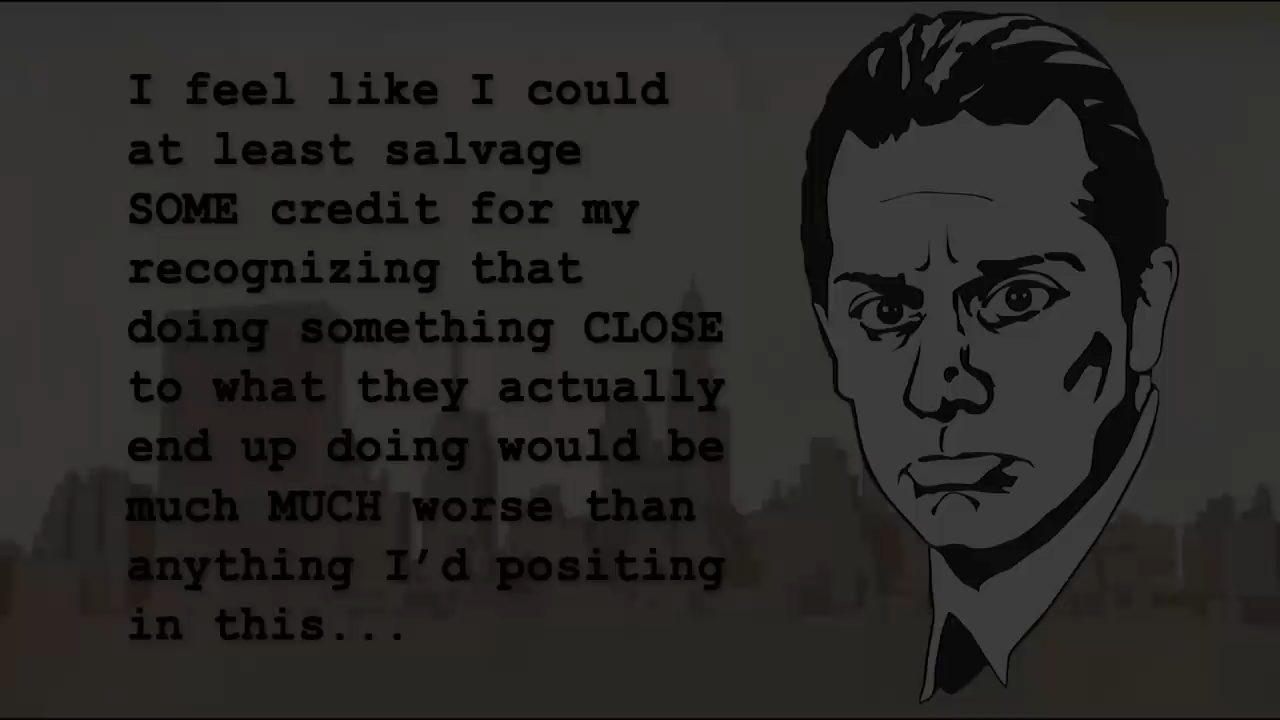 I feel like I could
at least salvage
SOME credit for my
recognizing that
doing something CLOSE
to what they actually
end up doing would be
much MUCH worse than
anything I'd positing
in this...